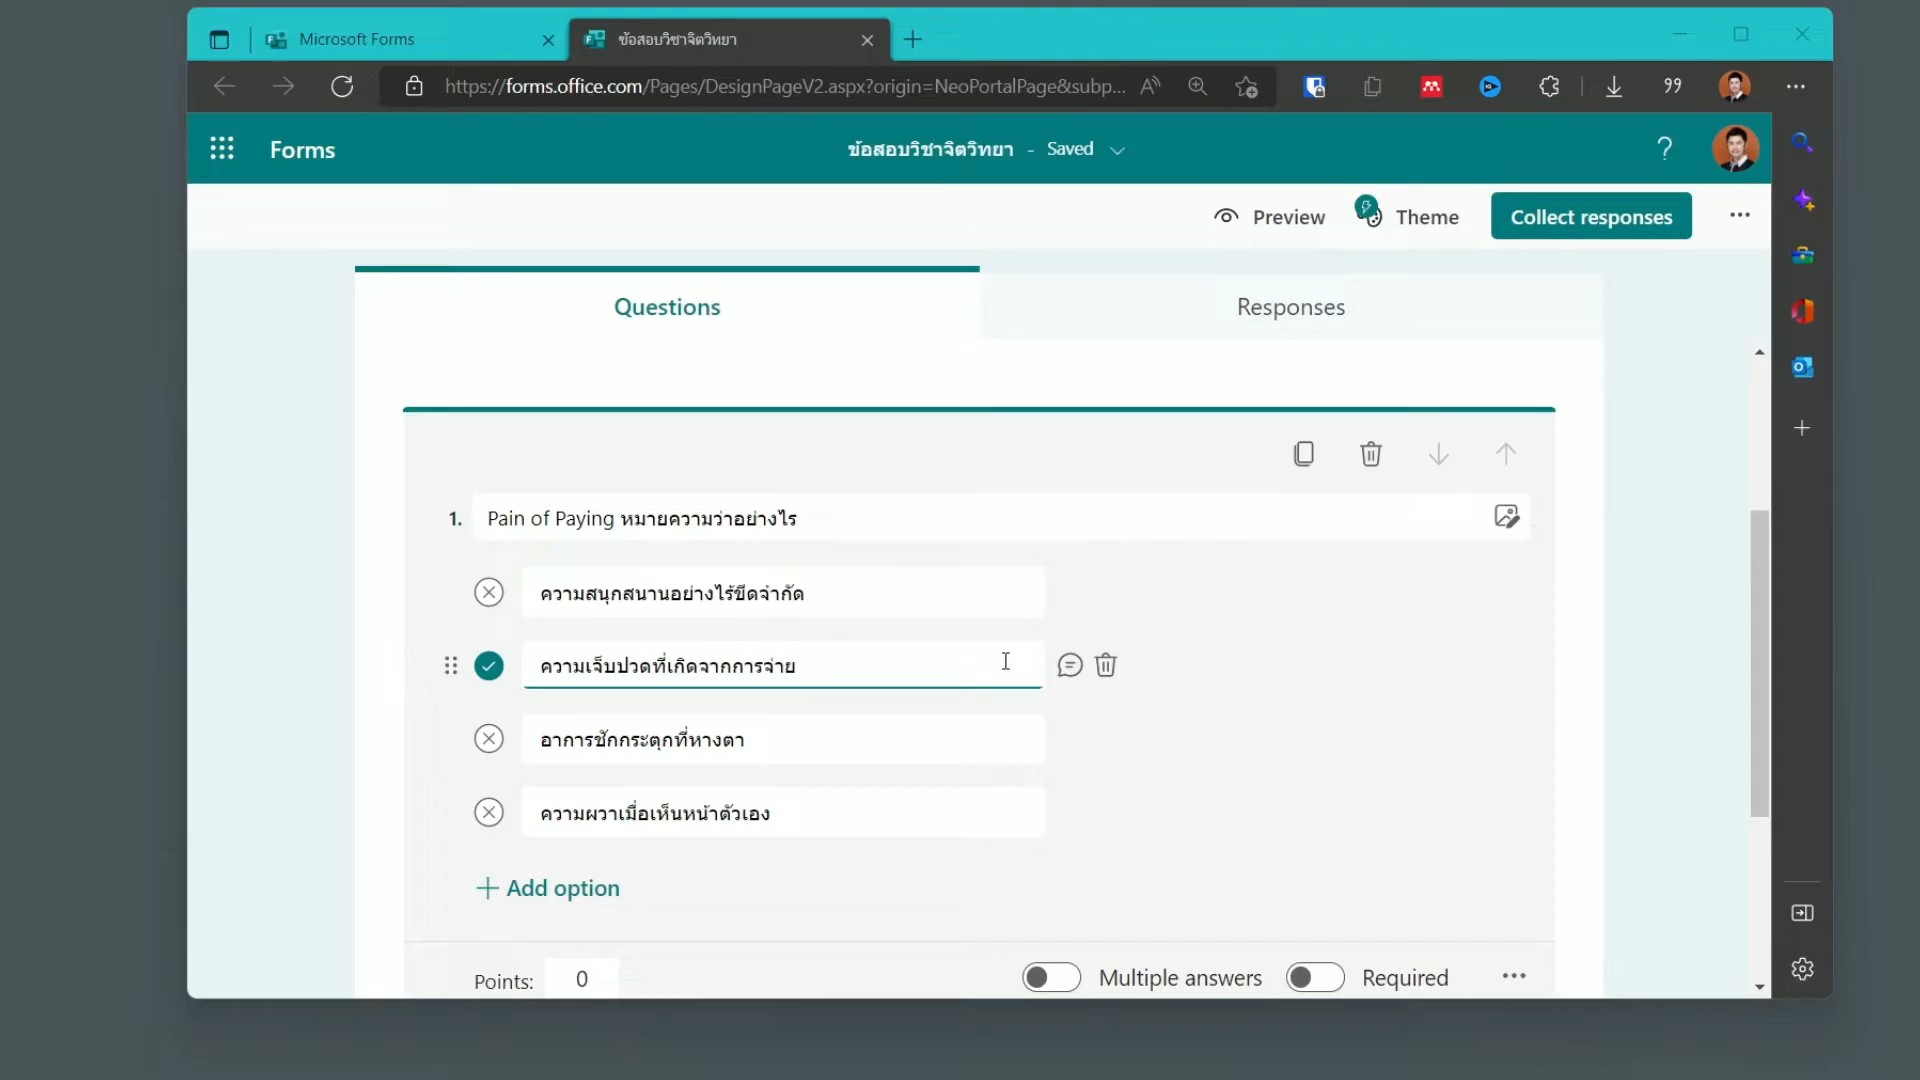 Microsoft Forms
ข้อสอบวิชาจิตวิทยา
https://forms.office.com/Pages/DesignPageV2.aspx?origin=NeoPortalPage&subp...
Forms
ข้อสอบวิชาจิตวิทยา - Saved
Preview
Theme
Collect responses
Questions
Responses
1. Pain of Paying หมายความว่าอย่างไร
ความสนุกสนานอย่างไร้ขีดจำกัด
ความเจ็บปวดที่เกิดจากการจ่าย
อาการชักกระตุกที่หางตา
ความผวาเมื่อเห็นหน้าตัวเอง
+ Add option
Points: 0
Multiple answers
Required